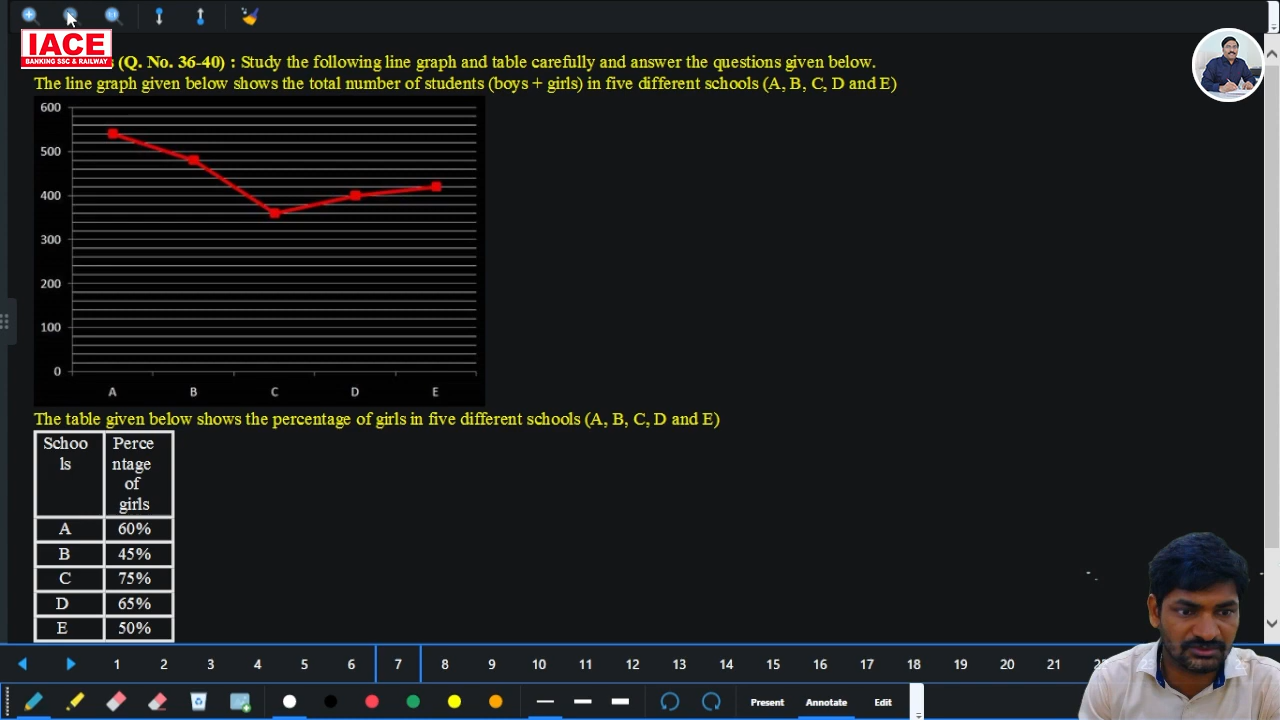 IACE
BANKING SSC & RAILWAY
(Q. No. 36-40) : Study the following line graph and table carefully and answer the questions given below.
The line graph given below shows the total number of students (boys + girls) in five different schools (A, B, C, D and E)
600
500
400
300
200
100
0
A B C D E
The table given below shows the percentage of girls in five different schools (A, B, C, D and E)
Schoo Perce
ls ntage
of
girls
A 60%
B 45%
C 75%
D 65%
E 50%
1 2 3 4 5 6 7 8 9 10 11 12 13 14 15 16 17 18 19 20 21
Present Annotate Edit